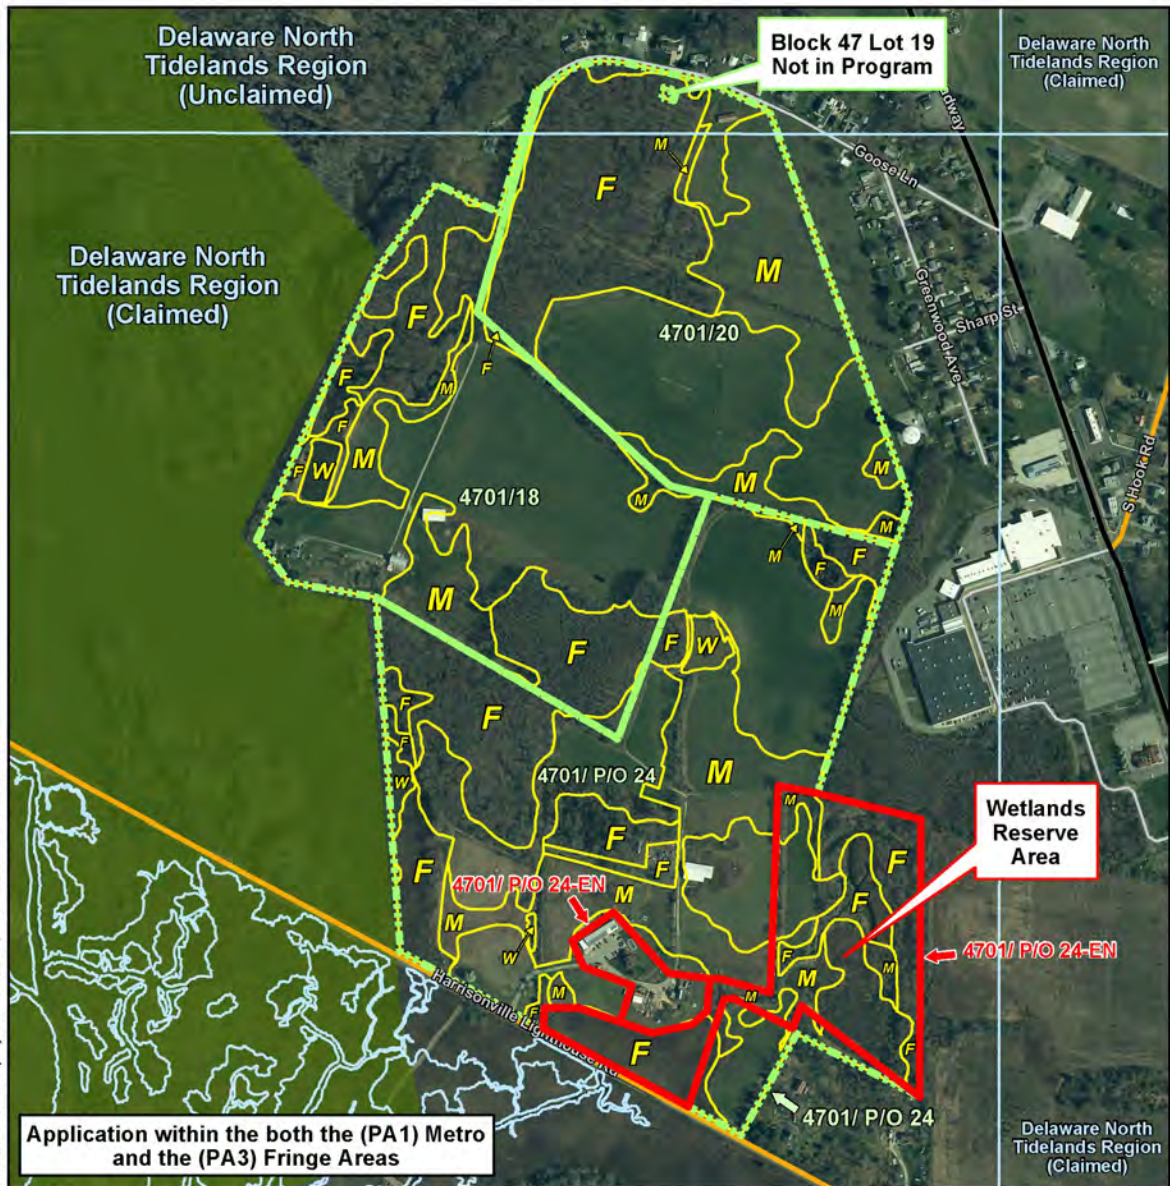 Delaware North
Tidelands Region
(Unclaimed)
Block 47 Lot 19
Not in Program
Delaware North
Tidelands Region
(Claimed)
Goose Ln
M
F
Delaware North
Tidelands Region
(Claimed)
M
Greenwood Ave
Sharp St
F
4701/20
F
F
M
S Hook Rd
F
F
W
M
M
M
4701/18
M
M
M
M
F
F
M
M
F
F
W
F
F
F
W
M
4701/ P/O 24
M
F
F
F
F
Wetlands
Reserve
Area
4701/ P/O 24-EN
M
M
F
W
F
M
M
4701/ P/O 24-EN
M
M
Harrisonville Lighthouse Rd
F
F
F
4701/ P/O 24
Application within the both the (PA1) Metro
and the (PA3) Fringe Areas
Delaware North
Tidelands Region
(Claimed)